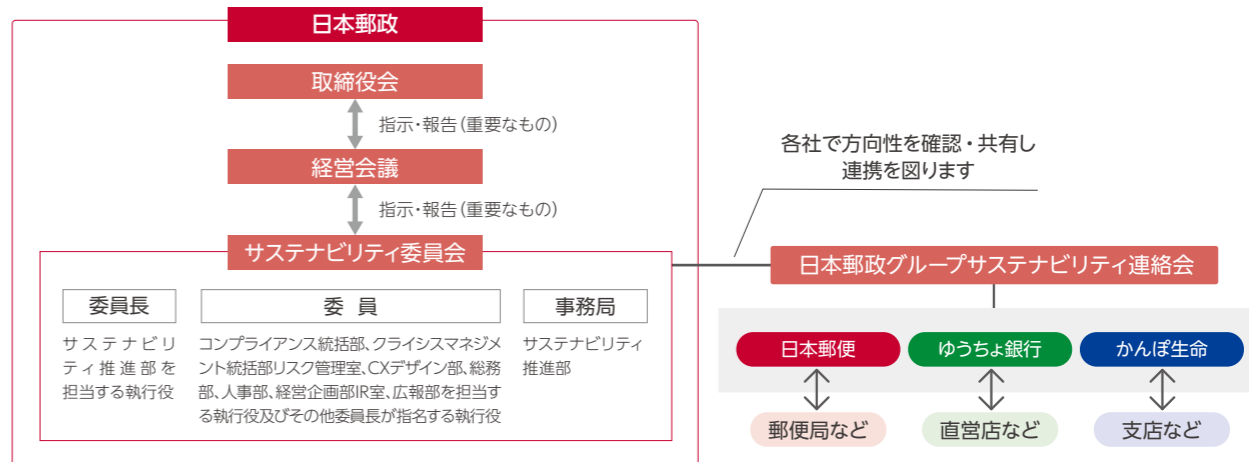 日本郵政
取締役会
指示・報告（重要なもの）
経営会議
指示・報告（重要なもの）
サステナビリティ委員会
委員長
サステナビリ
ティ推進部を
担当する執行役
委 員
コンプライアンス統括部、クライシスマネジメ
ント統括部リスク管理室、CXデザイン部、総務
部、人事部、経営企画部IR室、広報部を担当す
る執行役及びその他委員長が指名する執行役
事務局
サステナビリティ
推進部
各社で方向性を確認・共有し
連携を図ります
日本郵政グループサステナビリティ連絡会
日本郵便
ゆうちょ銀行
かんぽ生命
郵便局など
直営店など
支店など